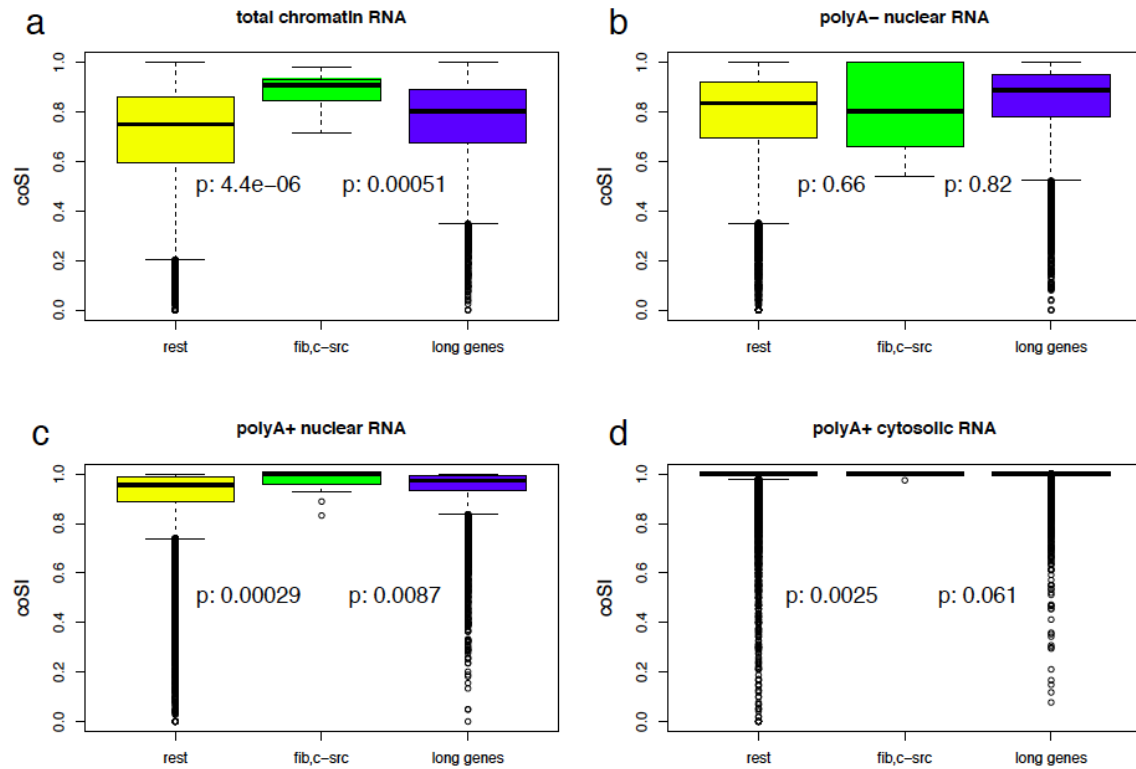 a
total chromatin RNA
coSI
1.0
0.8
0.6
0.4
0.2
0.0
p: 4.4e−06
p: 0.00051
rest
fib,c−src
long genes
b
polyA− nuclear RNA
coSI
1.0
0.8
0.6
0.4
0.2
0.0
p: 0.66
p: 0.82
rest
fib,c−src
long genes
c
polyA+ nuclear RNA
coSI
1.0
0.8
0.6
0.4
0.2
0.0
p: 0.00029
p: 0.0087
rest
fib,c−src
long genes
d
polyA+ cytosolic RNA
coSI
1.0
0.8
0.6
0.4
0.2
0.0
p: 0.0025
p: 0.061
rest
fib,c−src
long genes